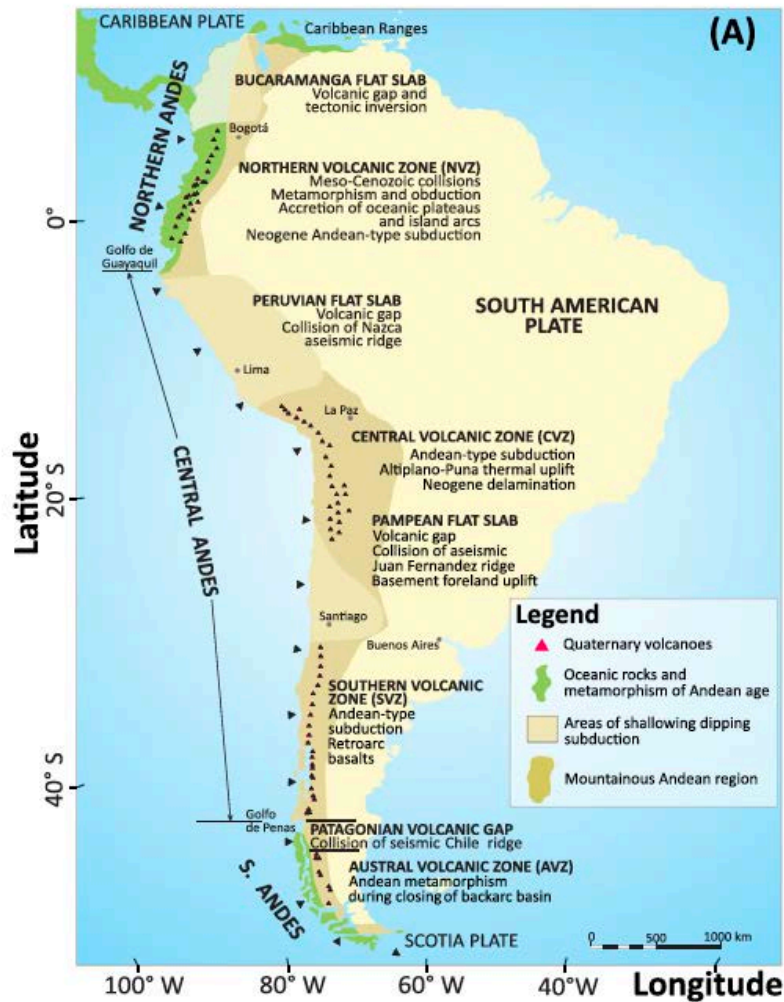 CARIBBEAN PLATE
Caribbean Ranges
(A)
BUCARAMANGA FLAT SLAB
Volcanic gap and
tectonic inversion
NORTHERN ANDES
Bogotá
NORTHERN VOLCANIC ZONE (NVZ)
Meso-Cenozoic collisions
Metamorphism and obduction
Accretion of oceanic plateaus
and island arcs
Neogene Andean-type subduction
0°
Golfo de
Guayaquil
PERUVIAN FLAT SLAB
Volcanic gap
Collision of Nazca
aseismic ridge
SOUTH AMERICAN
PLATE
Lima
La Paz
CENTRAL VOLCANIC ZONE (CVZ)
Andean-type subduction
Altiplano-Puna thermal uplift
Neogene delamination
CENTRAL ANDES
20° S
Latitude
PAMPEAN FLAT SLAB
Volcanic gap
Collision of aseismic
Juan Fernandez ridge
Basement foreland uplift
Santiago
Buenos Aires
Legend
Quaternary volcanoes
Oceanic rocks and
metamorphism of Andean age
Areas of shallowing dipping
subduction
Mountainous Andean region
SOUTHERN VOLCANIC
ZONE (SVZ)
Andean-type
subduction
Retroarc
basalts
40° S
Golfo
de Penas
PATAGONIAN VOLCANIC GAP
Collision of seismic Chile ridge
S. ANDES
AUSTRAL VOLCANIC ZONE (AVZ)
Andean metamorphism
during closing of backarc basin
SCOTIA PLATE
0 500 1000 km
100° W 80° W 60° W 40° W Longitude